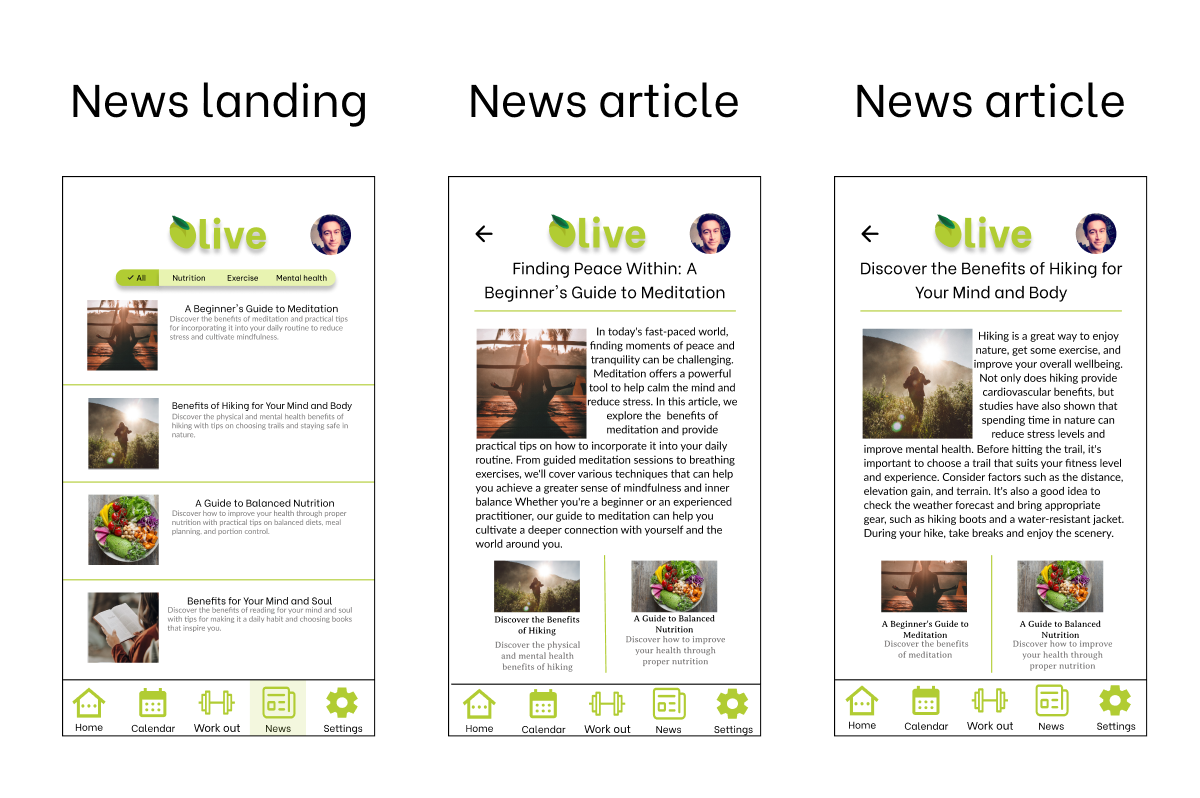 News landing
News article
News article
Olive
✓ All Nutrition Exercise Mental health
A Beginner's Guide to Meditation
Discover the benefits of meditation and practical tips
for incorporating it into your daily routine to reduce
stress and cultivate mindfulness.
Benefits of Hiking for Your Mind and Body
Discover the physical and mental health benefits of
hiking with tips on choosing trails and staying safe in
nature.
A Guide to Balanced Nutrition
Discover how to improve your health through proper
nutrition with practical tips on balanced diets, meal
planning, and portion control.
Benefits for Your Mind and Soul
Discover the benefits of reading for your mind and soul
with tips for making it a daily habit and choosing books
that inspire you.
Home Calendar Work out News Settings
Olive
Finding Peace Within: A
Beginner's Guide to Meditation
In today's fast-paced world,
finding moments of peace and
tranquility can be challenging.
Meditation offers a powerful
tool to help calm the mind and
reduce stress. In this article, we
explore the benefits of
meditation and provide
practical tips on how to incorporate it into your daily
routine. From guided meditation sessions to breathing
exercises, we'll cover various techniques that can help
you achieve a greater sense of mindfulness and inner
balance Whether you're a beginner or an experienced
practitioner, our guide to meditation can help you
cultivate a deeper connection with yourself and the
world around you.
Discover the Benefits
of Hiking
Discover the physical
and mental health
benefits of hiking
A Guide to Balanced
Nutrition
Discover how to improve
your health through
proper nutrition
Home Calendar Work out News Settings
Olive
Discover the Benefits of Hiking for
Your Mind and Body
Hiking is a great way to enjoy
nature, get some exercise, and
improve your overall wellbeing.
Not only does hiking provide
cardiovascular benefits, but
studies have also shown that
spending time in nature can
reduce stress levels and
improve mental health. Before hitting the trail, it's
important to choose a trail that suits your fitness level
and experience. Consider factors such as the distance,
elevation gain, and terrain. It's also a good idea to
check the weather forecast and bring appropriate
gear, such as hiking boots and a water-resistant jacket.
During your hike, take breaks and enjoy the scenery.
A Beginner's Guide to
Meditation
Discover the benefits
of meditation
A Guide to Balanced
Nutrition
Discover how to improve
your health through
proper nutrition
Home Calendar Work out News Settings